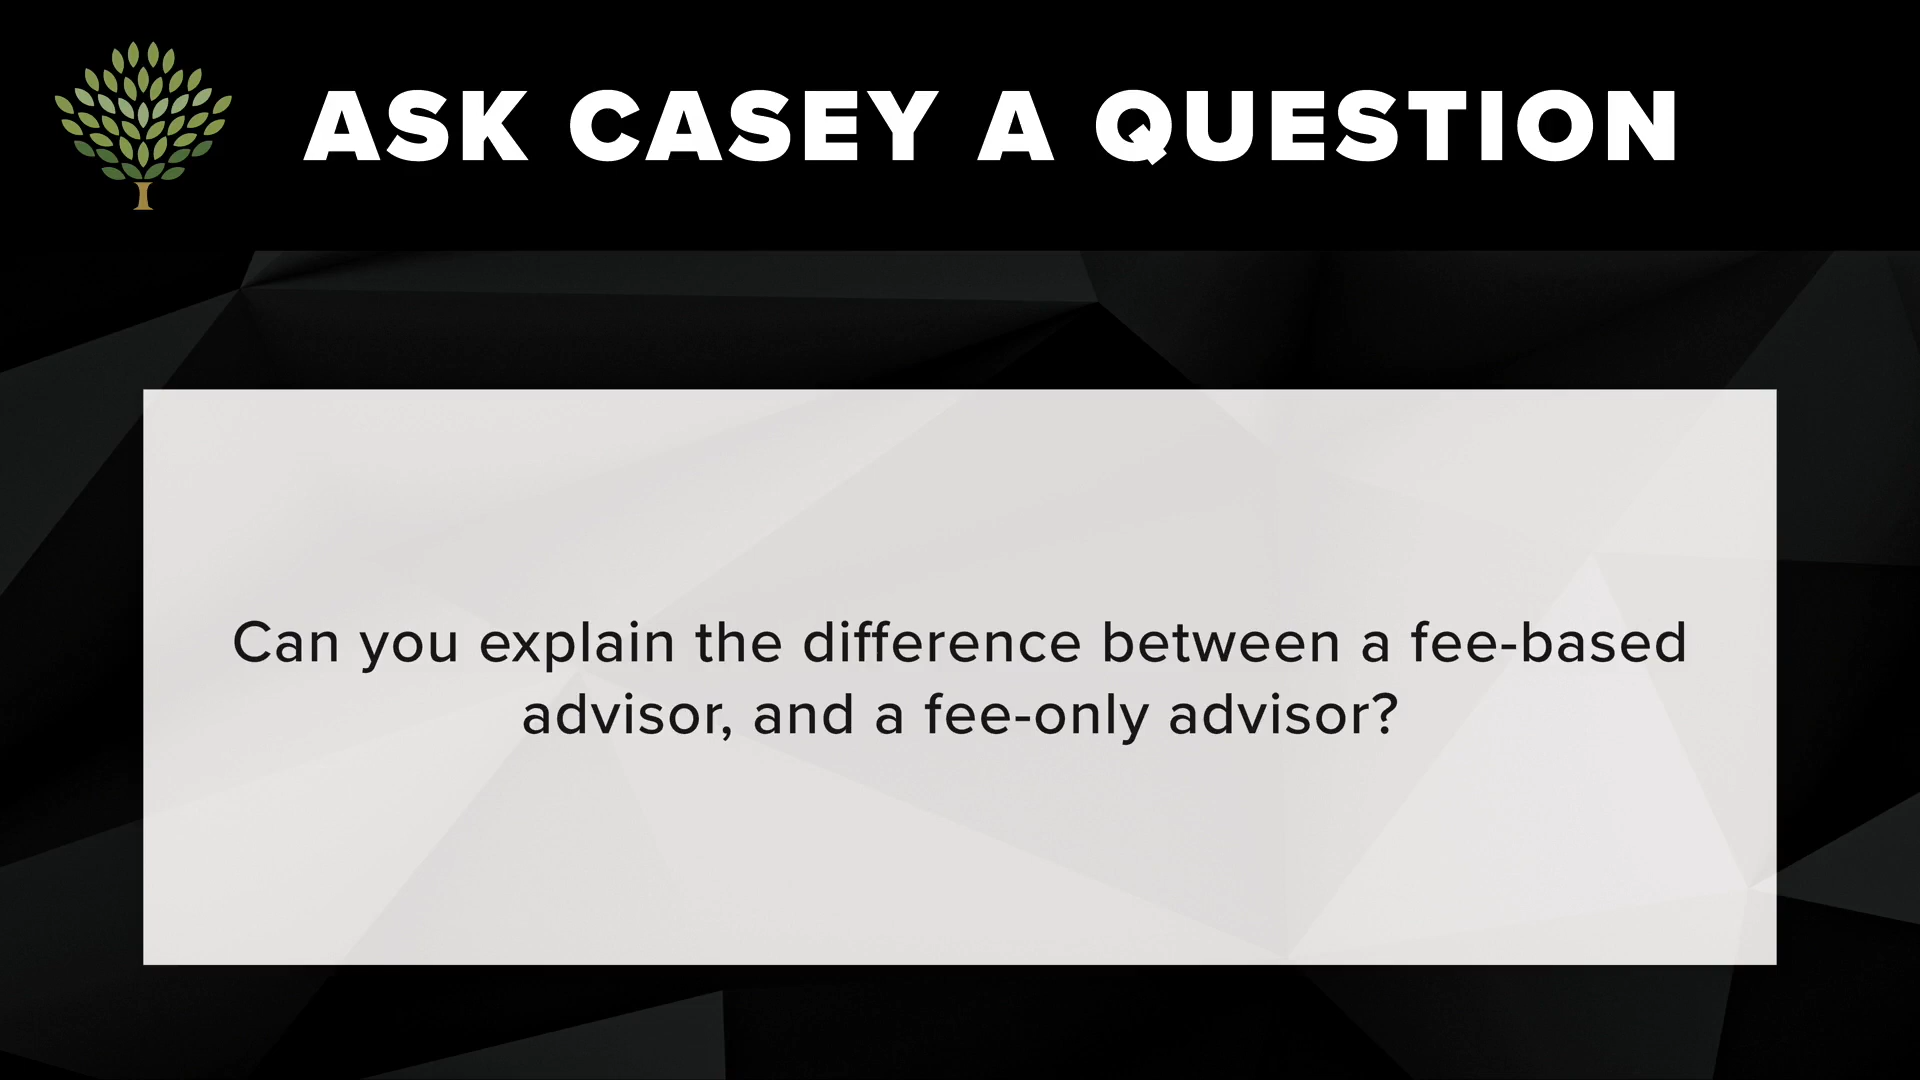 ASK CASEY A QUESTION
Can you explain the difference between a fee-based
advisor, and a fee-only advisor?